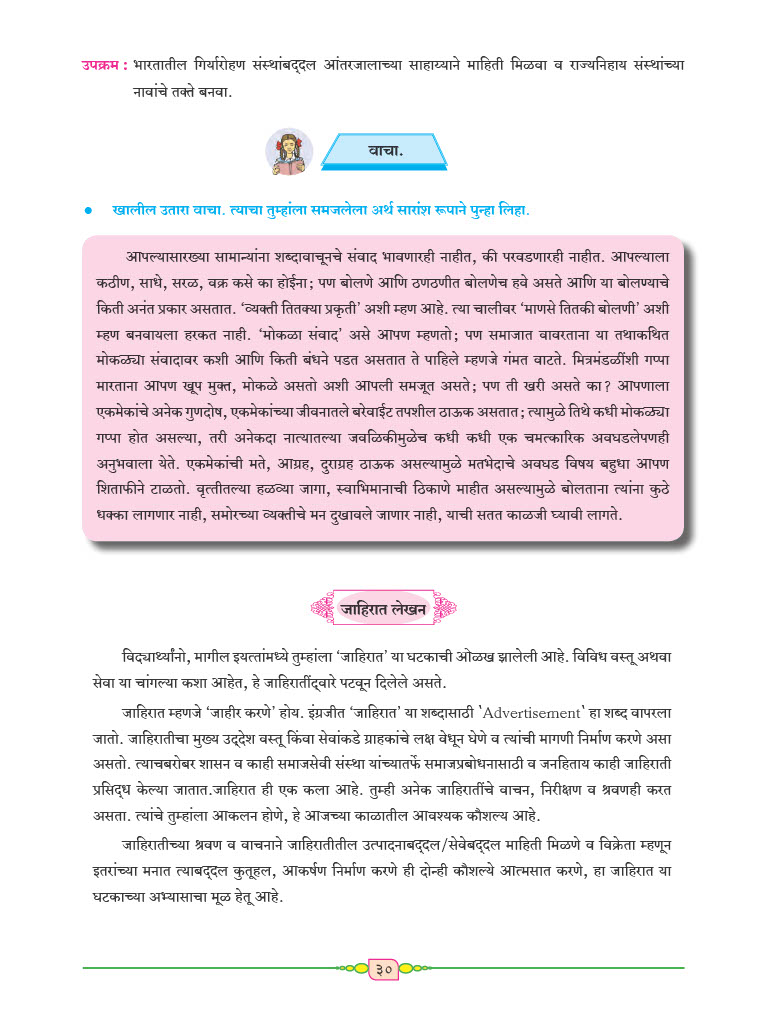 उपक्रम : भारतातील गिर्यारोहण संस्थांबद्‍दल आंतरजालाच्या साहाय्याने माहिती मिळवा व राज्यनिहाय संस्थांच्या
नावांचे तक्ते बनवा.
वाचा.
• खालील उतारा वाचा. त्याचा तुम्हांला समजलेला अर्थ सारांश रूपाने पुन्हा लिहा.
आपल्यासारख्या सामान्यांना शब्दावाचूनचे संवाद भावणारही नाहीत, की परवडणारही नाहीत. आपल्याला
कठीण, साधे, सरळ, वक्र कसे का होईना; पण बोलणे आणि ठणठणीत बोलणेच हवे असते आणि या बोलण्याचे
किती अनंत प्रकार असतात. ‘व्यक्ती तितक्या प्रकृती’ अशी म्हण आहे. त्या चालीवर ‘माणसे तितकी बोलणी’ अशी
म्हण बनवायला हरकत नाही. ‘मोकळा संवाद’ असे आपण म्हणतो; पण समाजात वावरताना या तथाकथित
मोकळ्या संवादावर कशी आणि किती बंधने पडत असतात ते पाहिले म्हणजे गंमत वाटते. मित्रमंडळींशी गप्पा
मारताना आपण खूप मुक्त, मोकळे असतो अशी आपली समजूत असते; पण ती खरी असते का? आपणाला
एकमेकांचे अनेक गुणदोष, एकमेकांच्या जीवनातले बरेवाईट तपशील ठाऊक असतात; त्यामुळे तिथे कधी मोकळ्या
गप्पा होत असल्या, तरी अनेकदा नात्यातल्या जवळिकीमुळेच कधी कधी एक चमत्कारिक अवघडलेपणही
अनुभवाला येते. एकमेकांची मते, आग्रह, दुराग्रह ठाऊक असल्यामुळे मतभेदाचे अवघड विषय बहुधा आपण
शिताफीने टाळतो. वृत्तीतल्या हळव्या जागा, स्वाभिमानाची ठिकाणे माहीत असल्यामुळे बोलताना त्यांना कुठे
धक्का लागणार नाही, समोरच्या व्यक्तीचे मन दुखावले जाणार नाही, याची सतत काळजी घ्यावी लागते.
जाहिरात लेखन
विद्यार्थ्यांनो, मागील इयत्तांमध्ये तुम्हांला ‘जाहिरात’ या घटकाची ओळख झालेली आहे. विविध वस्तू अथवा
सेवा या चांगल्या कशा आहेत, हे जाहिरातींद्‍वारे पटवून दिलेले असते.
जाहिरात म्हणजे ‘जाहीर करणे’ होय. इंग्रजीत ‘जाहिरात’ या शब्दासाठी ‛Advertisement‛ हा शब्द वापरला
जातो. जाहिरातीचा मुख्य उद्‍देश वस्तू किंवा सेवांकडे ग्राहकांचे लक्ष वेधून घेणे व त्यांची मागणी निर्माण करणे असा
असतो. त्याचबरोबर शासन व काही समाजसेवी संस्था यांच्यातर्फे समाजप्रबोधनासाठी व जनहितार्थ काही जाहिराती
प्रसिद्ध केल्या जातात.जाहिरात ही एक कला आहे. तुम्ही अनेक जाहिरातींचे वाचन, निरीक्षण व श्रवणही करत
असता. त्यांचे तुम्हांला आकलन होणे, हे आजच्या काळातील आवश्यक कौशल्य आहे.
जाहिरातीच्या श्रवण व वाचनाने जाहिरातीतील उत्पादनाबद्‍दल/सेवेबद्‍दल माहिती मिळणे व विक्रेता म्हणून
इतरांच्या मनात त्याबद्‍दल कुतूहल, आकर्षण निर्माण करणे ही दोन्ही कौशल्ये आत्मसात करणे, हा जाहिरात या
घटकाच्या अभ्यासाचा मूळ हेतू आहे.
३०